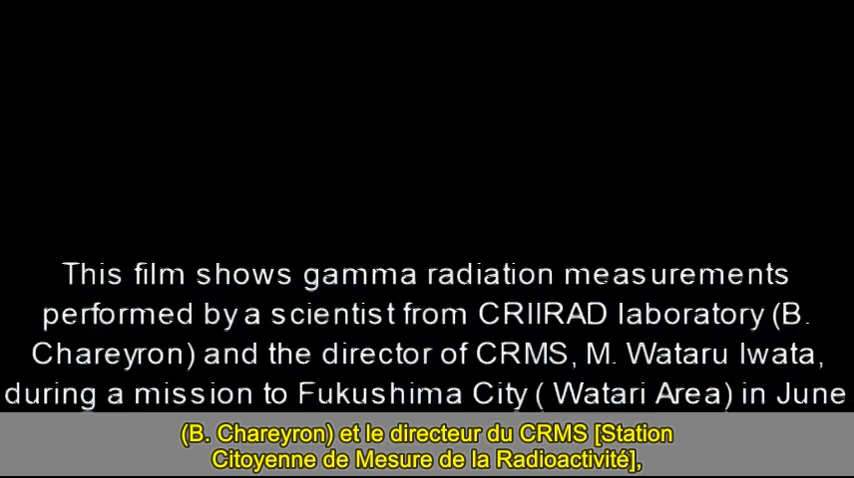 This film shows gamma radiation measurements
performed by a scientist from CRIIRAD laboratory (B.
Chareyron) and the director of CRMS, M. Wataru Iwata,
during a mission to Fukushima City ( Watari Area) in June
(B. Chareyron) et le directeur du CRMS [Station
Citoyenne de Mesure de la Radioactivité],